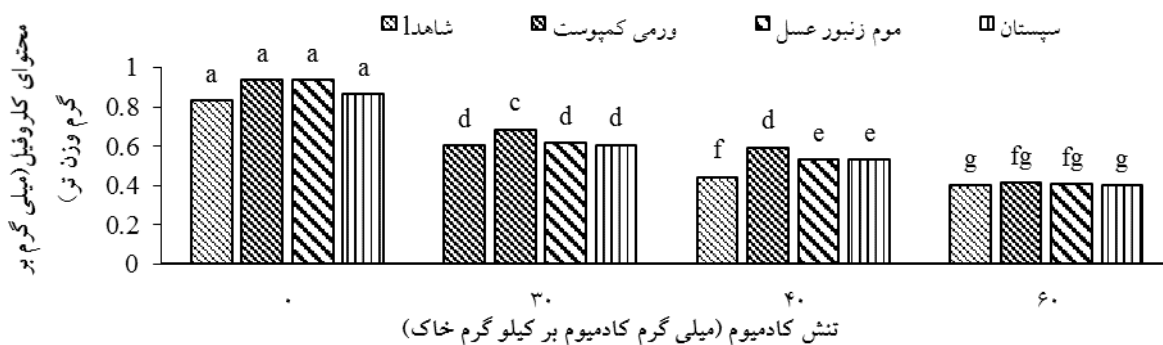 شاهدا ورمی کمپوست موم زنبور عسل سپستان
محتوای کلروفیل(میلی گرم بر
گرم وزن تر)
a a a a
d c d d
f d e e
g fg fg g
1
0.8
0.6
0.4
0.2
0
۰ ۳۰ ۴۰ ۶۰
تنش کادمیوم (میلی گرم کادمیوم بر کیلو گرم خاک)